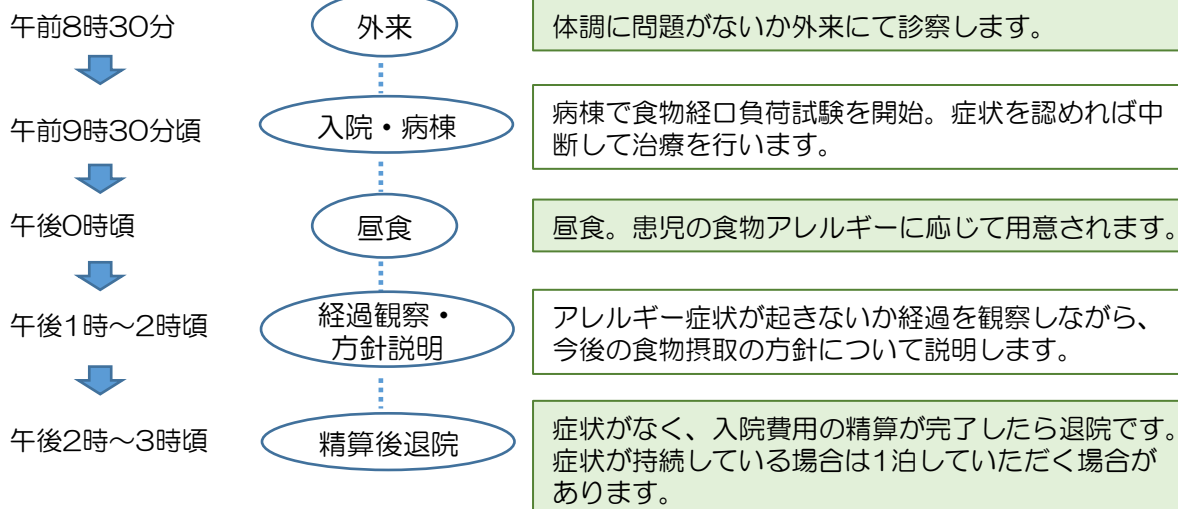 午前8時30分
外来
体調に問題がないか外来にて診察します。
午前9時30分頃
入院・病棟
病棟で食物経口負荷試験を開始。症状を認めれば中
断して治療を行います。
午後0時頃
昼食
昼食。患児の食物アレルギーに応じて用意されます。
午後1時～2時頃
経過観察・
方針説明
アレルギー症状が起きないか経過を観察しながら、
今後の食物摂取の方針について説明します。
午後2時～3時頃
精算後退院
症状がなく、入院費用の精算が完了したら退院です。
症状が持続している場合は1泊していただく場合が
あります。